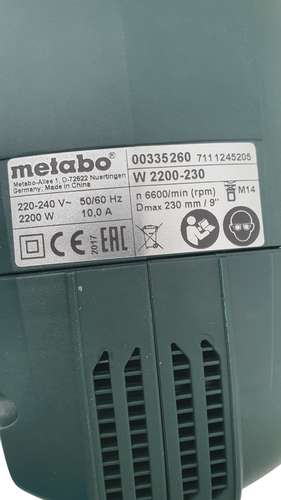 metabo®
Metabo-Allee 1, D-72622 Nuertingen
Germany, Made in China
220-240 V~ 50/60 Hz
2200 W 10,0 A
CE 2017 EAC
00335260 7111245205
W 2200-230
n 6600/min (rpm) M14
Dmax 230 mm / 9"